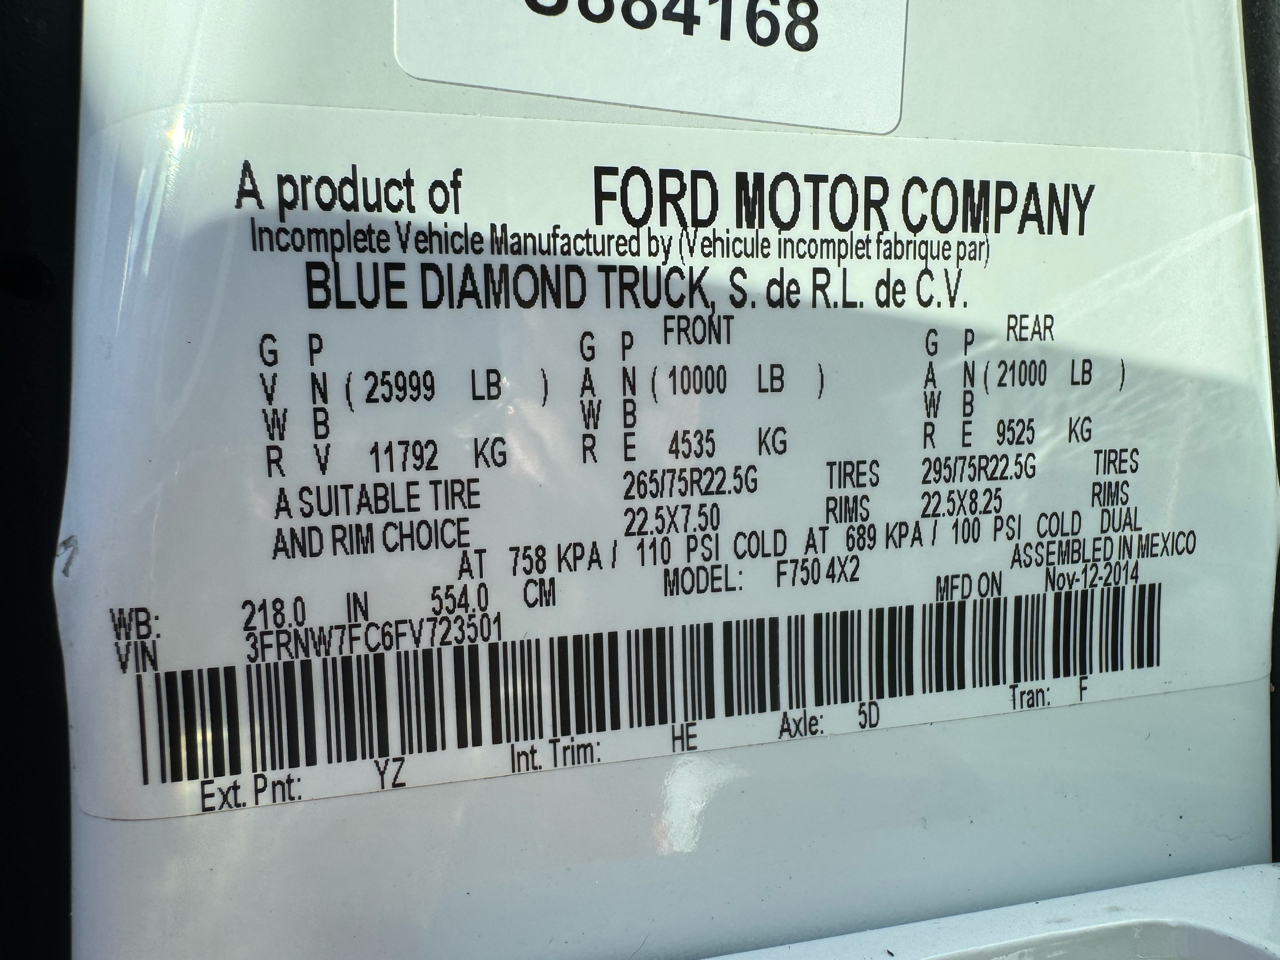 684168
A product of FORD MOTOR COMPANY
Incomplete Vehicle Manufactured by (Vehicule incomplet fabrique par)
BLUE DIAMOND TRUCK, S. de R.L. de C.V.
G P G P FRONT G P REAR
V N ( 25999 LB ) A N ( 10000 LB ) A N ( 21000 LB )
W B W B W B
R V 11792 KG R E 4535 KG R E 9525 KG
A SUITABLE TIRE 265/75R22.5G TIRES 295/75R22.5G TIRES
AND RIM CHOICE 22.5X7.50 RIMS 22.5X8.25 RIMS
AT 758 KPA / 110 PSI COLD AT 689 KPA / 100 PSI COLD DUAL
ASSEMBLED IN MEXICO
WB: 218.0 IN 554.0 CM MODEL: F750 4X2 MFD ON Nov-12-2014
VIN 3FRNW7FC6FV723501
Ext. Pnt: YZ Int. Trim: HE Axle: 5D Tran: F